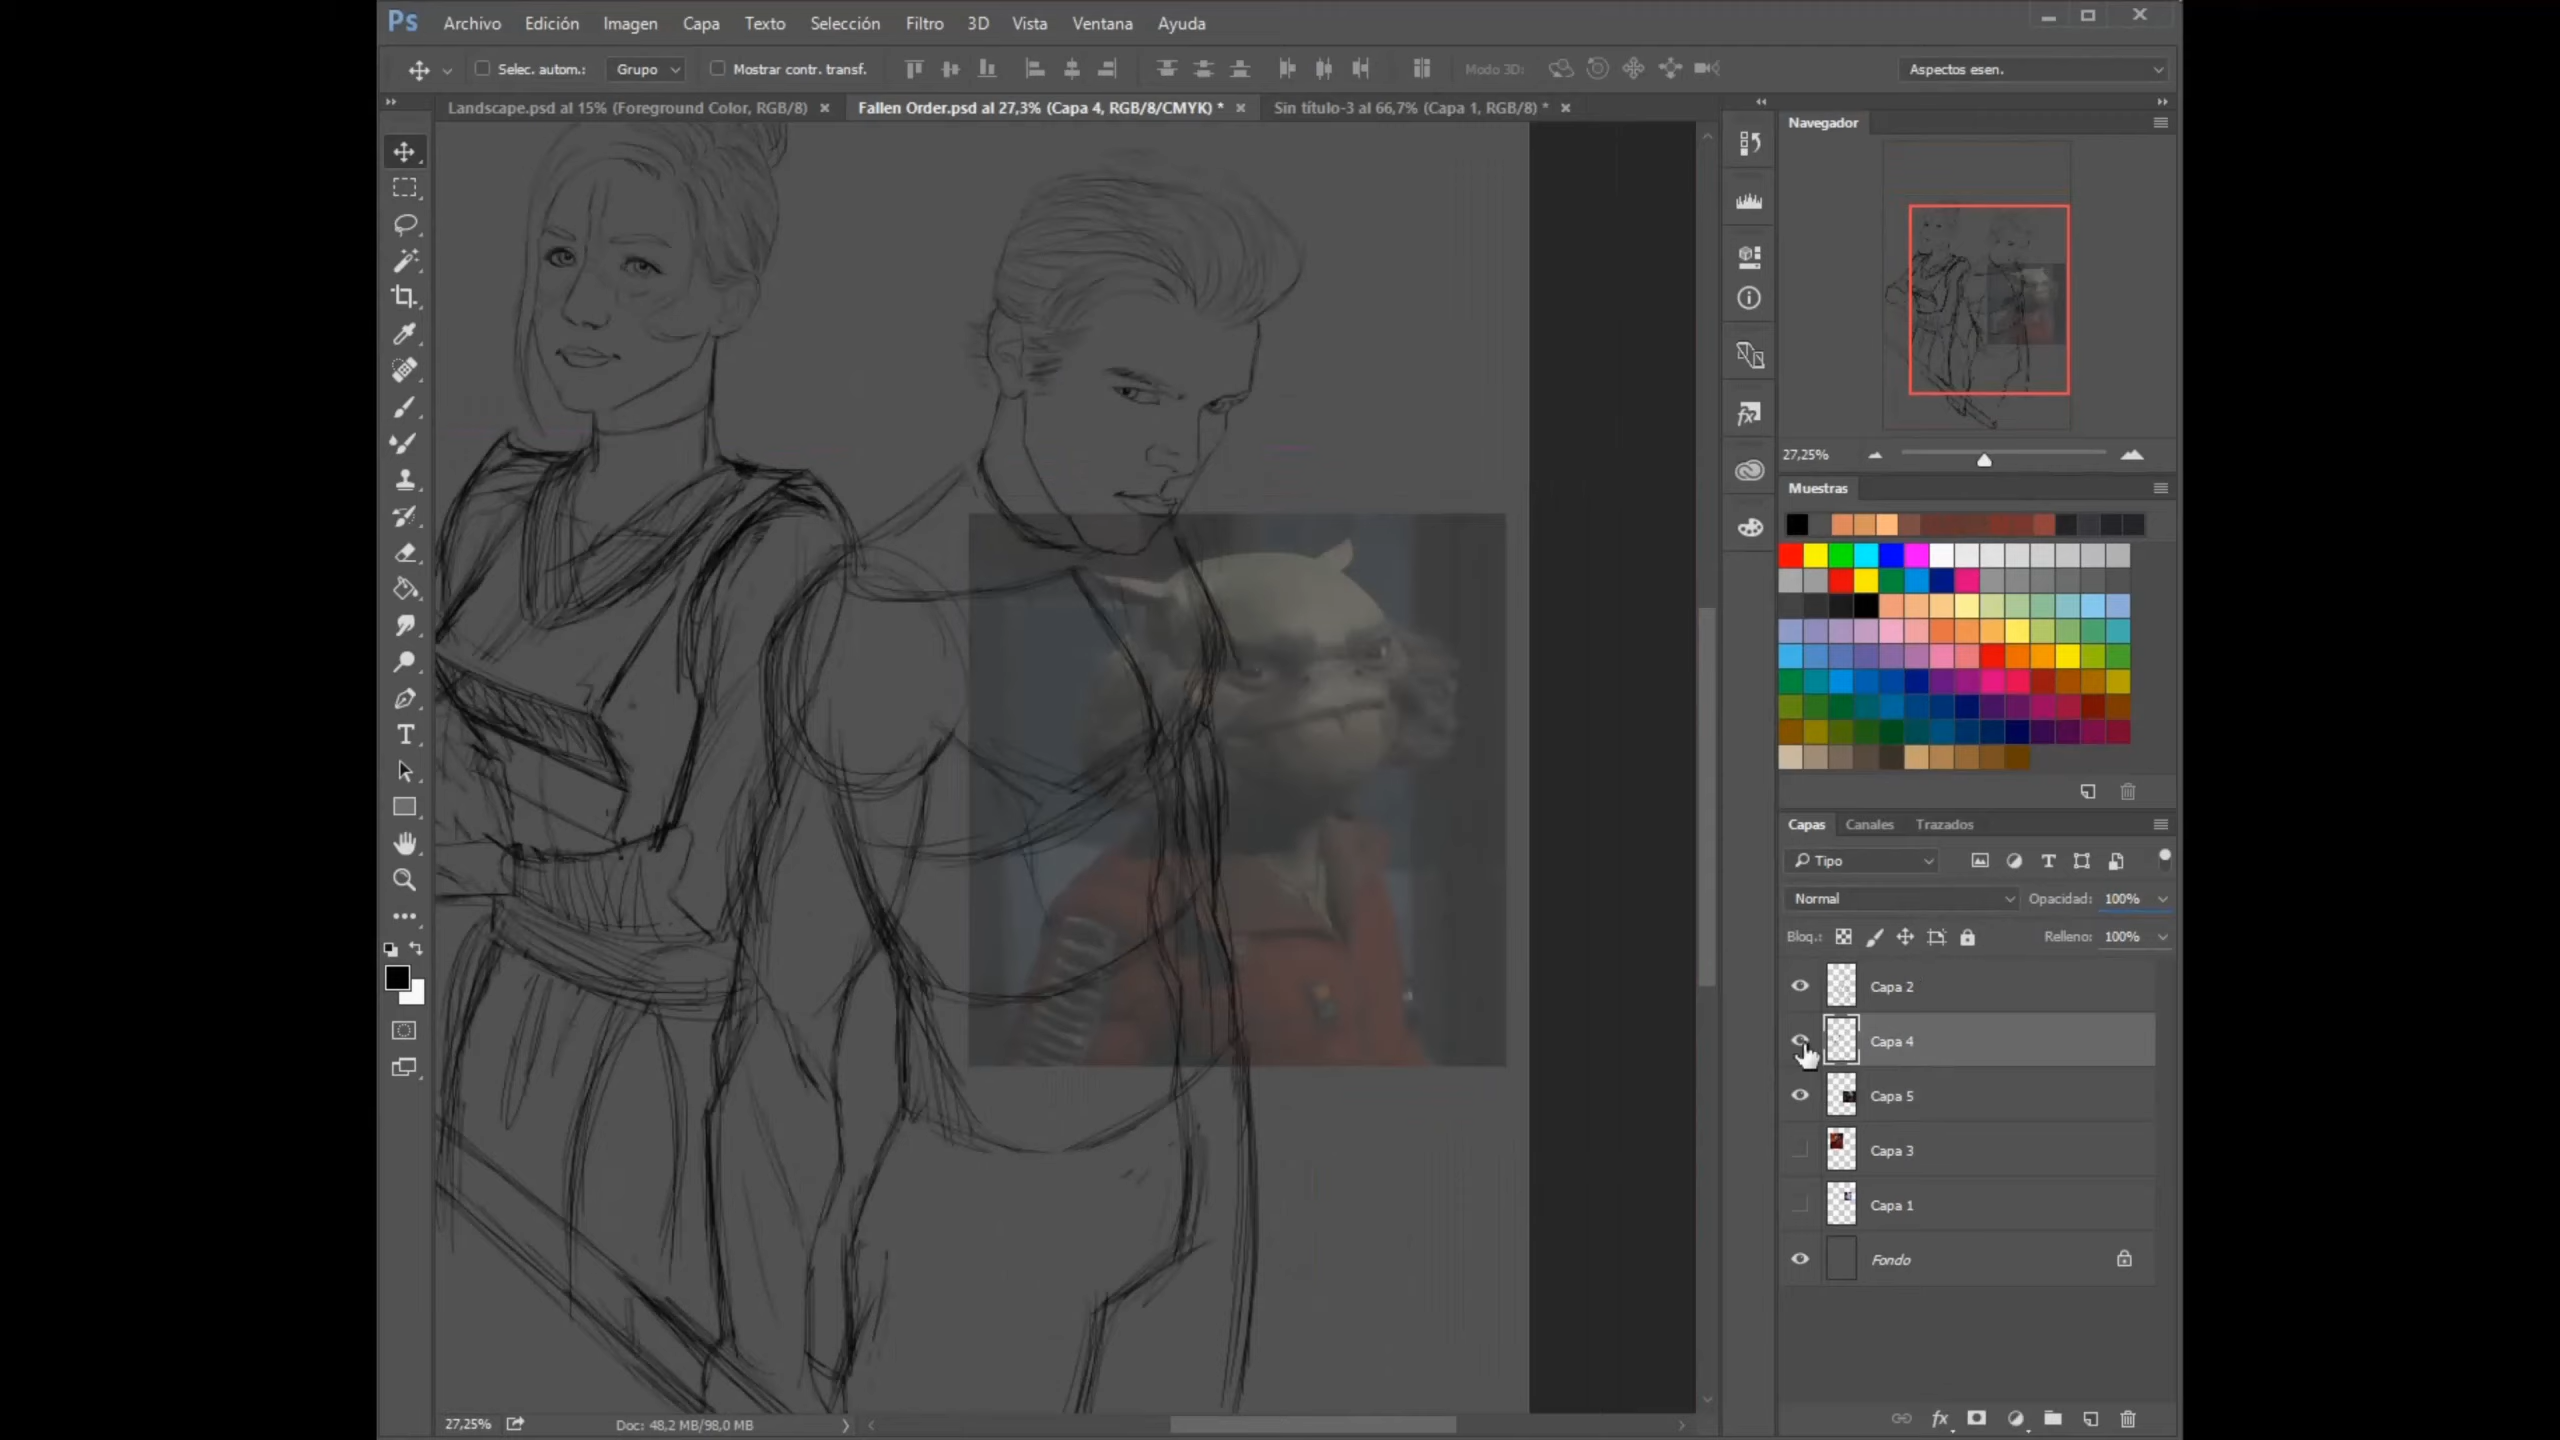 Ps Archivo Edición Imagen Capa Texto Selección Filtro 3D Vista Ventana Ayuda
Selec. autom.: Grupo Mostrar contr. transf. Modo 3D: Aspectos esen.
Landscape.psd al 15% (Foreground Color, RGB/8) Fallen Order.psd al 27,3% (Capa 4, RGB/8/CMYK) * Sin título-3 al 66,7% (Capa 1, RGB/8) *
Navegador
27,25%
Muestras
Capas Canales Trazados
Tipo
Normal Opacidad: 100%
Bloq.: Relleno: 100%
Capa 2
Capa 4
Capa 5
Capa 3
Capa 1
Fondo
27,25% Doc: 48,2 MB/98,0 MB